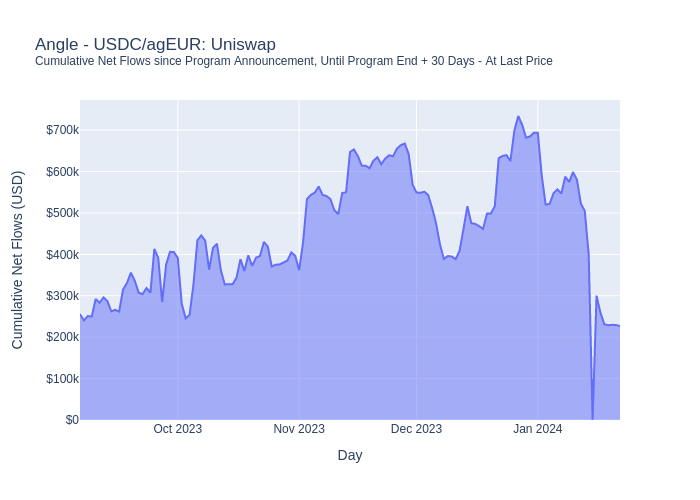 Angle - USDC/agEUR: Uniswap
Cumulative Net Flows since Program Announcement, Until Program End + 30 Days - At Last Price
Cumulative Net Flows (USD)
$700k
$600k
$500k
$400k
$300k
$200k
$100k
$0
Oct 2023
Nov 2023
Dec 2023
Jan 2024
Day